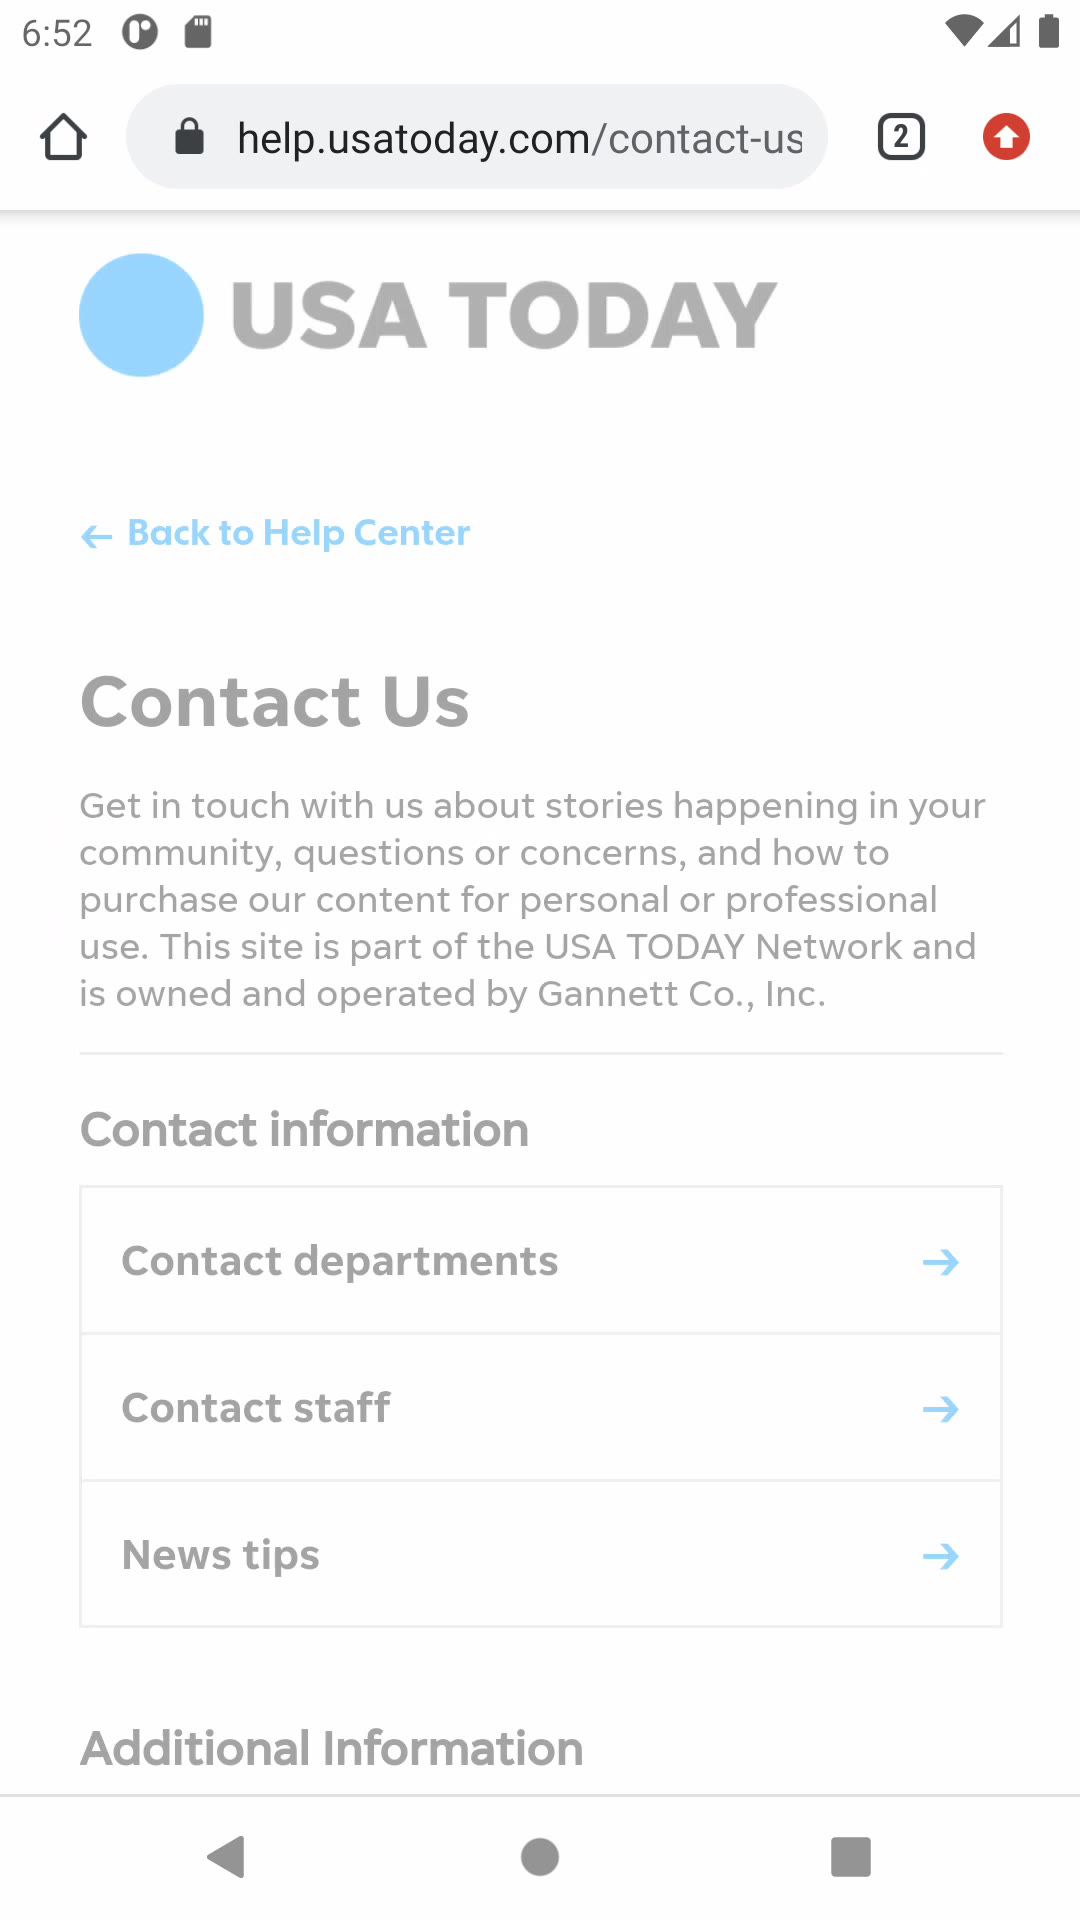 6:52
help.usatoday.com/contact-us
2
USA TODAY
Back to Help Center
Contact Us
Get in touch with us about stories happening in your
community, questions or concerns, and how to
purchase our content for personal or professional
use. This site is part of the USA TODAY Network and
is owned and operated by Gannett Co., Inc.
Contact information
Contact departments
Contact staff
News tips
Additional Information